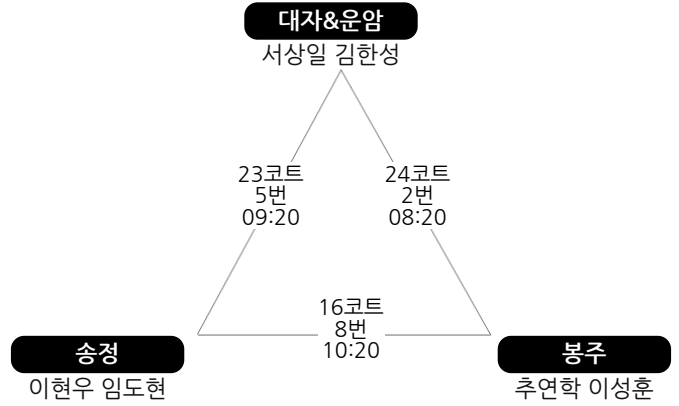 대자&운암
서상일 김한성
23코트
5번
09:20
24코트
2번
08:20
16코트
8번
10:20
송정
이현우 임도현
봉주
추연학 이성훈